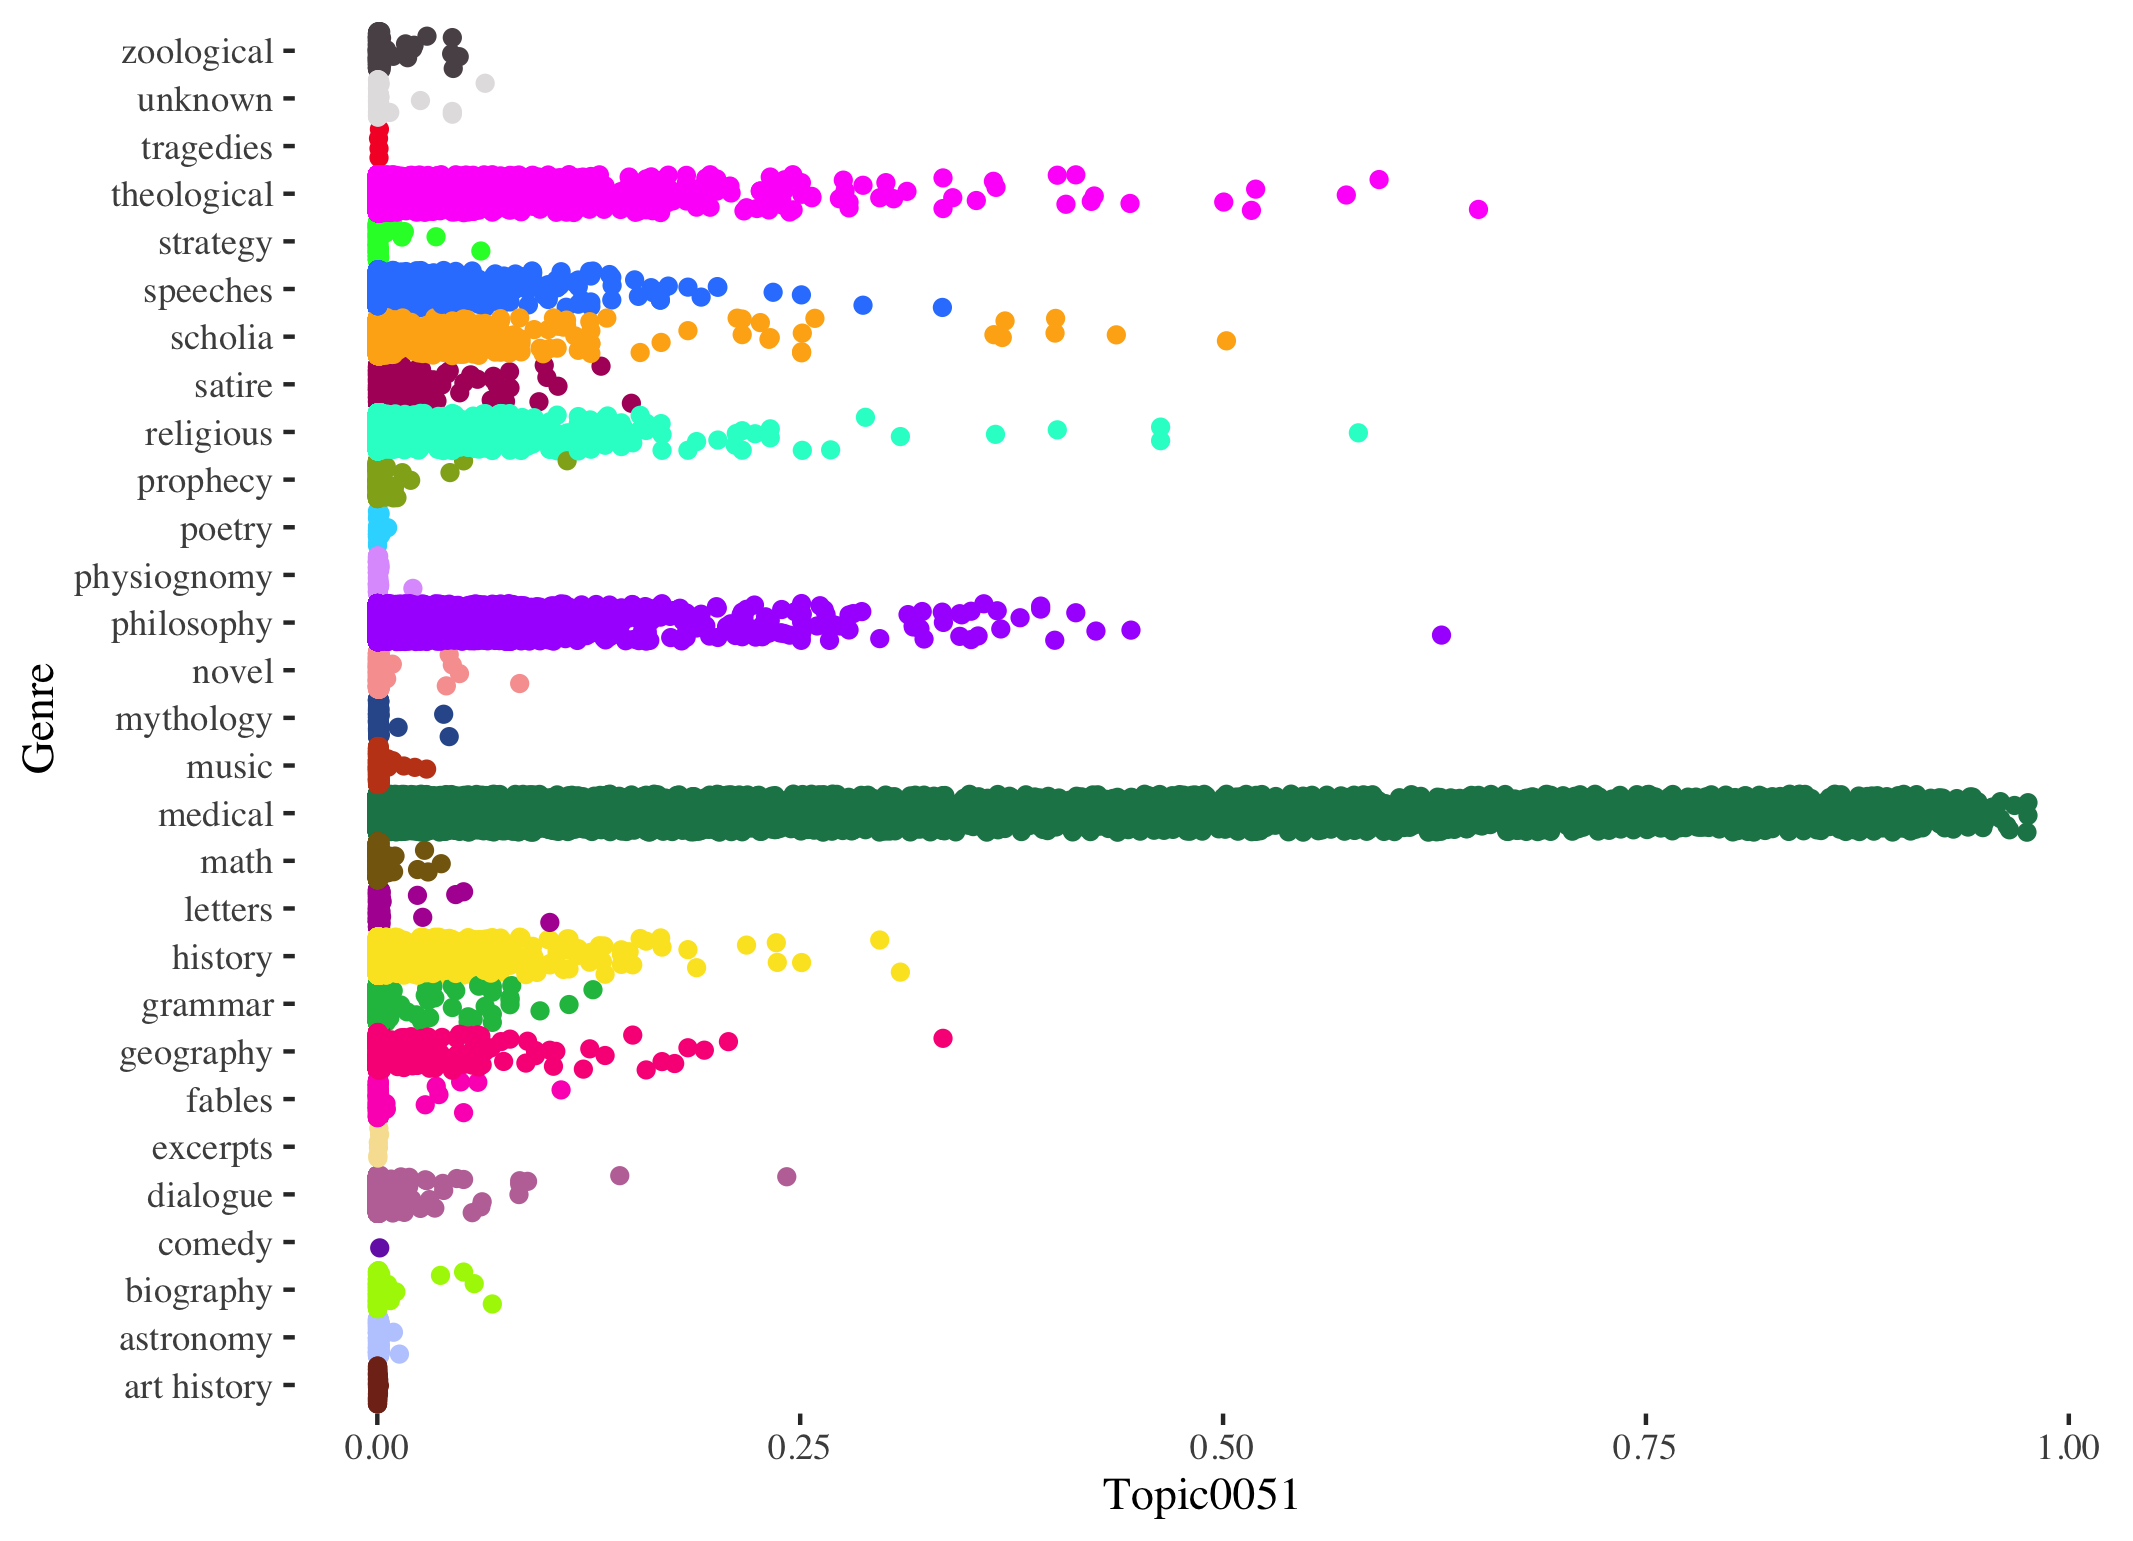 Genre
zoological
unknown
tragedies
theological
strategy
speeches
scholia
satire
religious
prophecy
poetry
physiognomy
philosophy
novel
mythology
music
medical
math
letters
history
grammar
geography
fables
excerpts
dialogue
comedy
biography
astronomy
art history
0.00 0.25 0.50 0.75 1.00
Topic0051